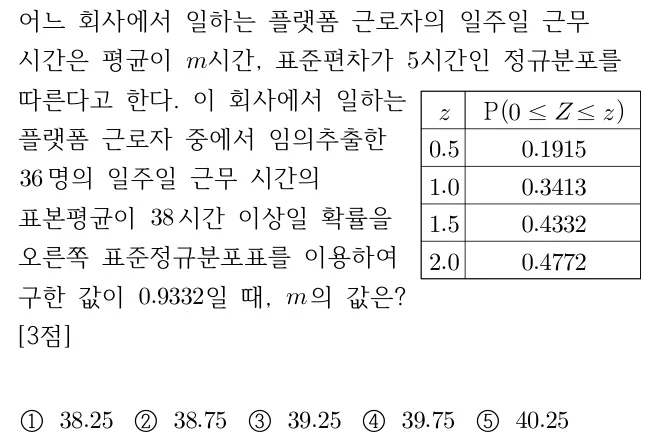 어느 회사에서 일하는 플랫폼 근로자의 일주일 근무
시간은 평균이 m시간, 표준편차가 5시간인 정규분포를
따른다고 한다. 이 회사에서 일하는
플랫폼 근로자 중에서 임의추출한
36명의 일주일 근무 시간의
표본평균이 38시간 이상일 확률을
오른쪽 표준정규분포표를 이용하여
구한 값이 0.9332일 때, m의 값은?
[3점]
z P(0 ≤ Z ≤ z)
0.5 0.1915
1.0 0.3413
1.5 0.4332
2.0 0.4772
① 38.25 ② 38.75 ③ 39.25 ④ 39.75 ⑤ 40.25